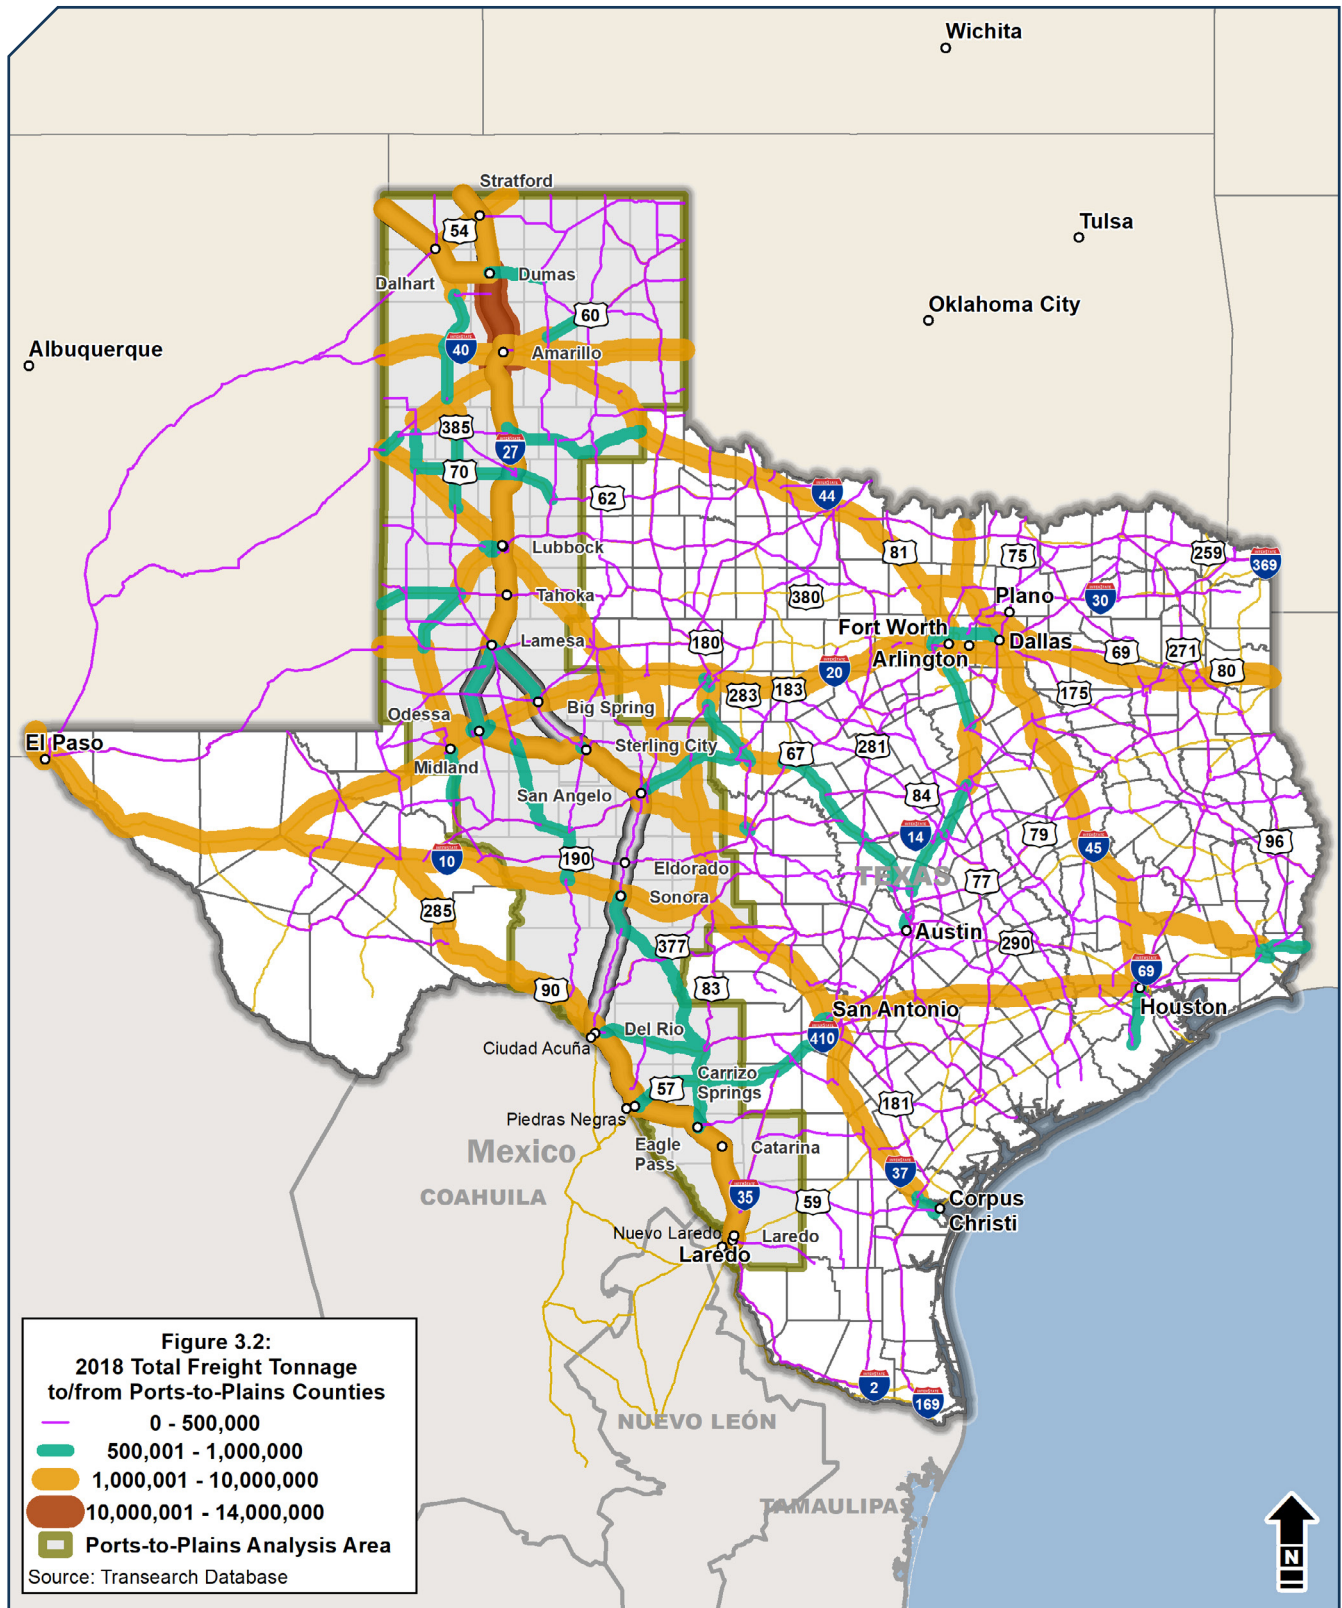 Wichita
Tulsa
Oklahoma City
Albuquerque
Stratford
54
Dalhart
Dumas
60
40
Amarillo
385
27
70
62
44
Lubbock
81
75
259
369
Tahoka
380
Plano
30
Lamesa
180
Fort Worth
Dallas
Arlington
69
271
20
80
283
183
175
Odessa
Big Spring
El Paso
Sterling City
67
281
Midland
San Angelo
84
14
79
45
96
10
190
Eldorado
TEXAS
77
Sonora
285
Austin
377
290
90
83
69
San Antonio
Houston
Del Rio
410
Ciudad Acuña
Carrizo
Springs
57
181
Piedras Negras
Mexico
Eagle
Pass
Catarina
COAHUILA
37
35
59
Corpus
Christi
Nuevo Laredo
Laredo
Laredo
2
169
NUEVO LEÓN
TAMAULIPAS
Figure 3.2:
2018 Total Freight Tonnage
to/from Ports-to-Plains Counties
0 - 500,000
500,001 - 1,000,000
1,000,001 - 10,000,000
10,000,001 - 14,000,000
Ports-to-Plains Analysis Area
Source: Transearch Database
N